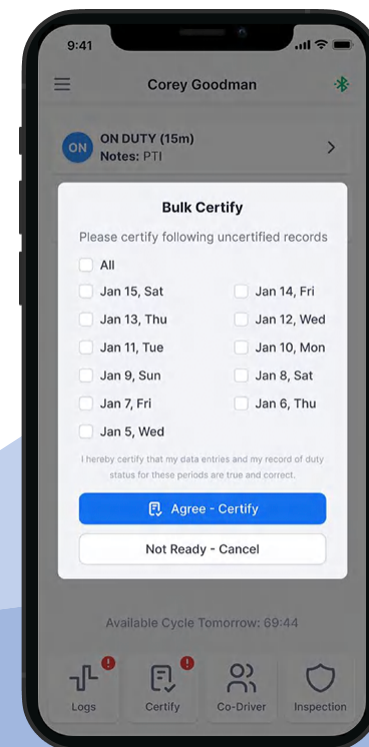 9:41
Corey Goodman
ON
ON DUTY (15m)
Notes: PTI
Bulk Certify
Please certify following uncertified records
All
Jan 15, Sat
Jan 14, Fri
Jan 13, Thu
Jan 12, Wed
Jan 11, Tue
Jan 10, Mon
Jan 9, Sun
Jan 8, Sat
Jan 7, Fri
Jan 6, Thu
Jan 5, Wed
I hereby certify that my data entries and my record of duty
status for these periods are true and correct.
Agree - Certify
Not Ready - Cancel
Available Cycle Tomorrow: 69:44
Logs
Certify
Co-Driver
Inspection